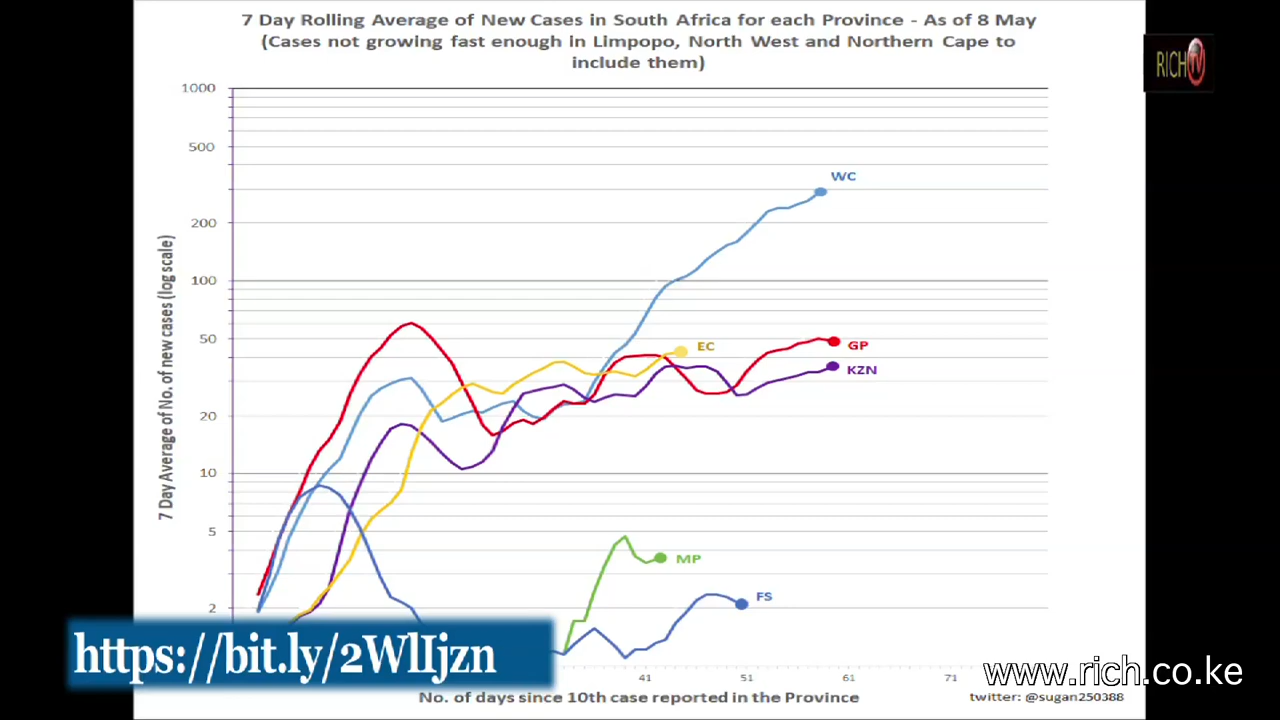 7 Day Rolling Average of New Cases in South Africa for each Province - As of 8 May
(Cases not growing fast enough in Limpopo, North West and Northern Cape to
include them)
RICH TV
1000
500
200
100
50
20
10
5
2
7 Day Average of No. of new cases (log scale)
WC
EC
GP
KZN
MP
FS
https://bit.ly/2WlIjzn
41
51
61
71
www.rich.co.ke
No. of days since 10th case reported in the Province
twitter: @sugan250388